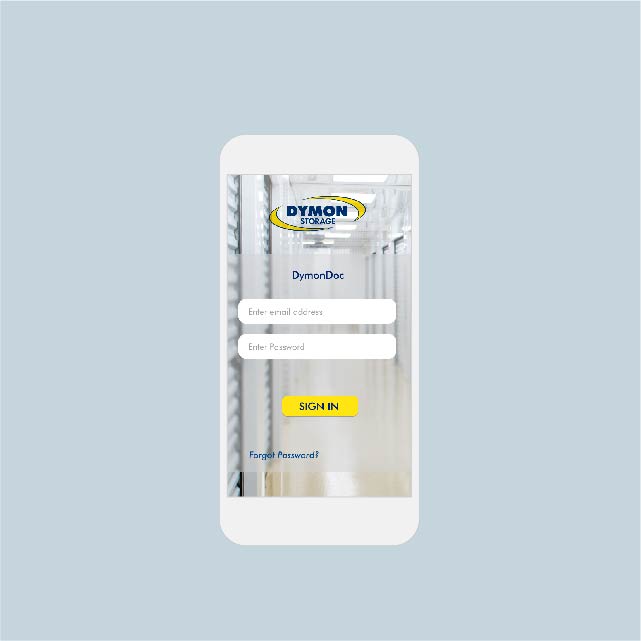 DYMON
STORAGE
DymonDoc
Enter email address
Enter Password
SIGN IN
Forgot Password?